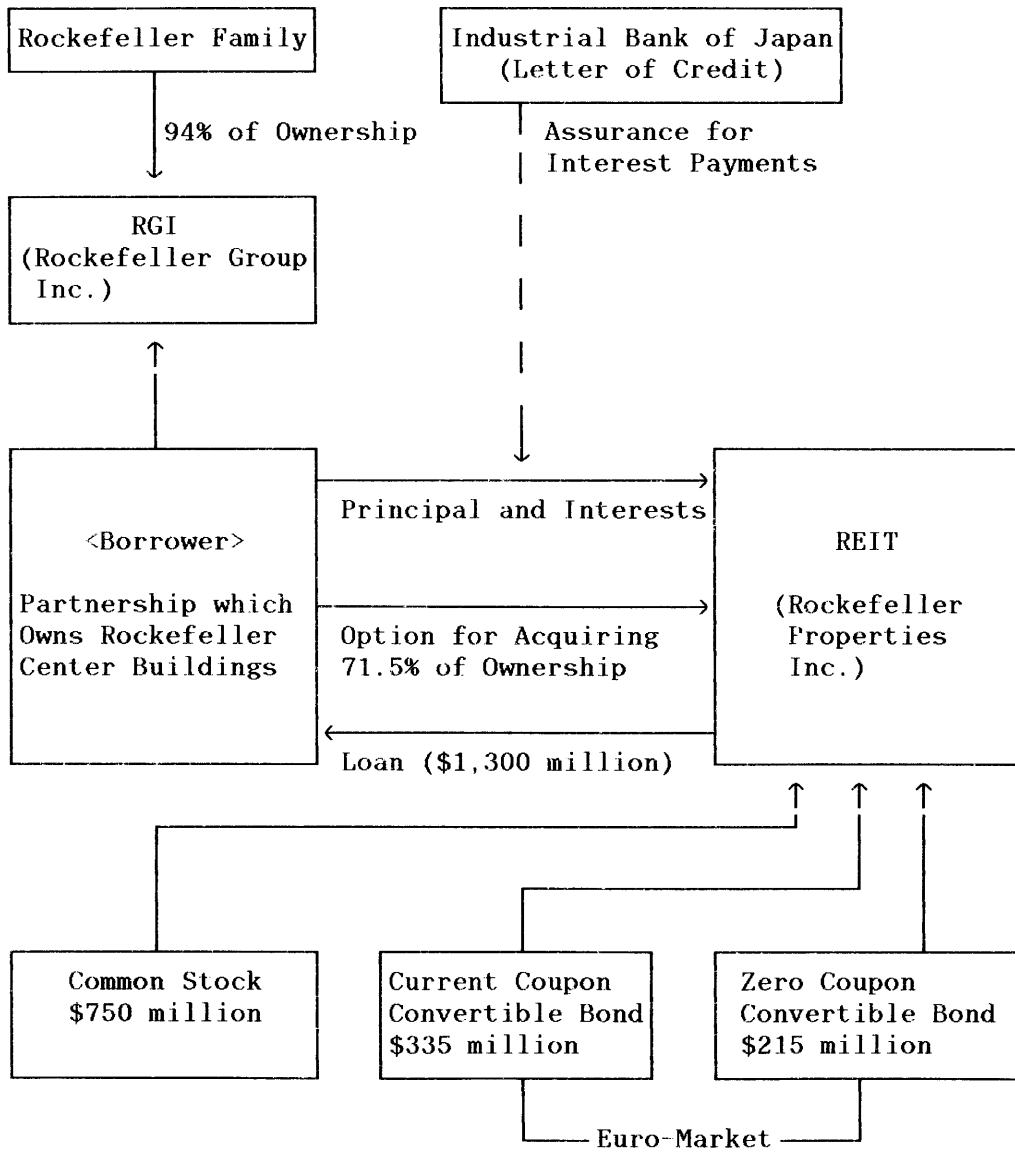 Rockefeller Family
Industrial Bank of Japan
(Letter of Credit)
94% of Ownership
Assurance for
Interest Payments
RGI
(Rockefeller Group
Inc.)
Principal and Interests
<Borrower>
Partnership which
Owns Rockefeller
Center Buildings
Option for Acquiring
71.5% of Ownership
Loan ($1,300 million)
REIT
(Rockefeller
Properties
Inc.)
Common Stock
$750 million
Current Coupon
Convertible Bond
$335 million
Zero Coupon
Convertible Bond
$215 million
Euro-Market